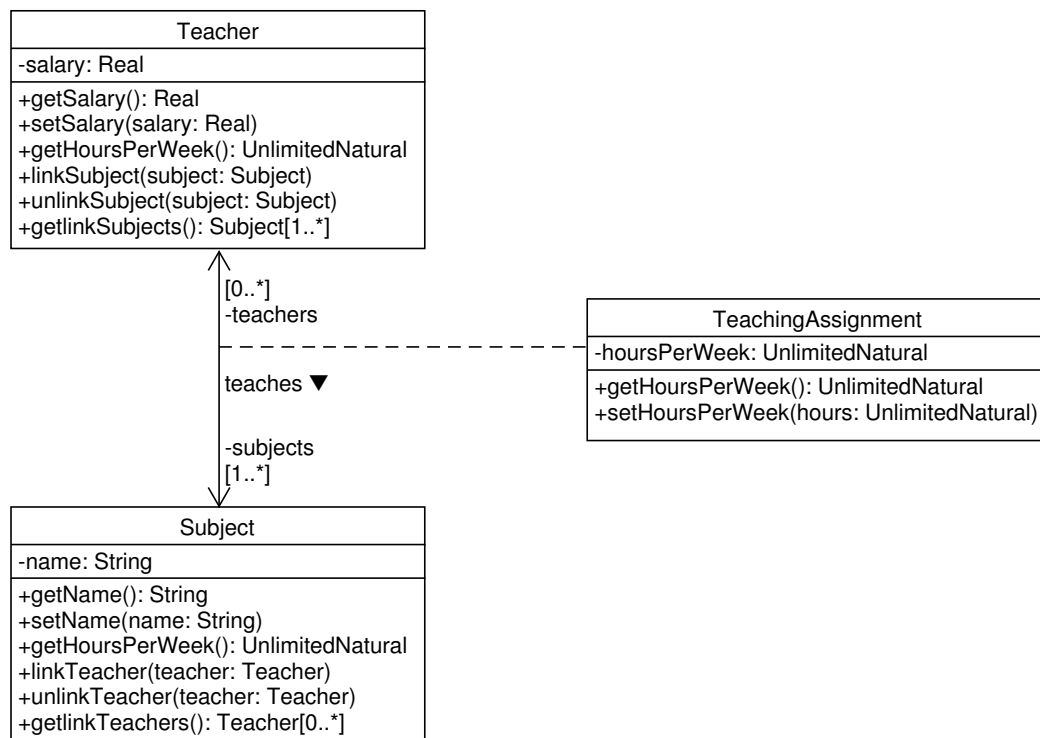 Teacher
-salary: Real
+getSalary(): Real
+setSalary(salary: Real)
+getHoursPerWeek(): UnlimitedNatural
+linkSubject(subject: Subject)
+unlinkSubject(subject: Subject)
+getlinkSubjects(): Subject[1..*]
[0..*]
-teachers
teaches ▼
-subjects
[1..*]
TeachingAssignment
-hoursPerWeek: UnlimitedNatural
+getHoursPerWeek(): UnlimitedNatural
+setHoursPerWeek(hours: UnlimitedNatural)
Subject
-name: String
+getName(): String
+setName(name: String)
+getHoursPerWeek(): UnlimitedNatural
+linkTeacher(teacher: Teacher)
+unlinkTeacher(teacher: Teacher)
+getlinkTeachers(): Teacher[0..*]